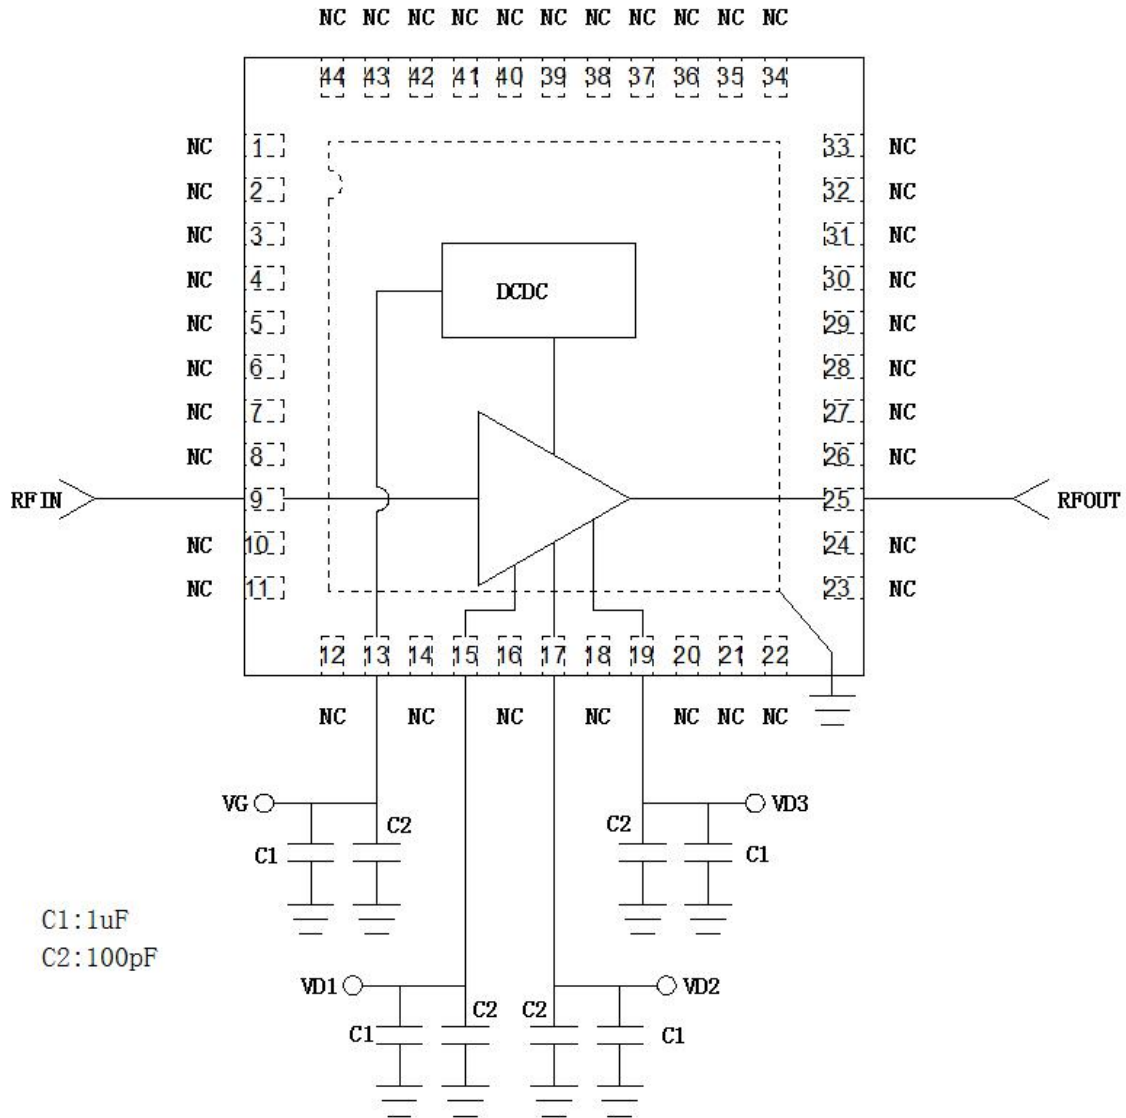 NC NC NC NC NC NC NC NC NC NC NC
44 43 42 41 40 39 38 37 36 35 34
NC 1 33 NC
NC 2 32 NC
NC 3 31 NC
NC 4 30 NC
DCDC
NC 5 29 NC
NC 6 28 NC
NC 7 27 NC
NC 8 26 NC
RFIN 9 25 RFOUT
NC 10 24 NC
NC 11 23 NC
12 13 14 15 16 17 18 19 20 21 22
NC NC NC NC NC NC NC
VG VD3
C2 C2
C1 C1
C1:1uF
C2:100pF
VD1 VD2
C2 C2
C1 C1